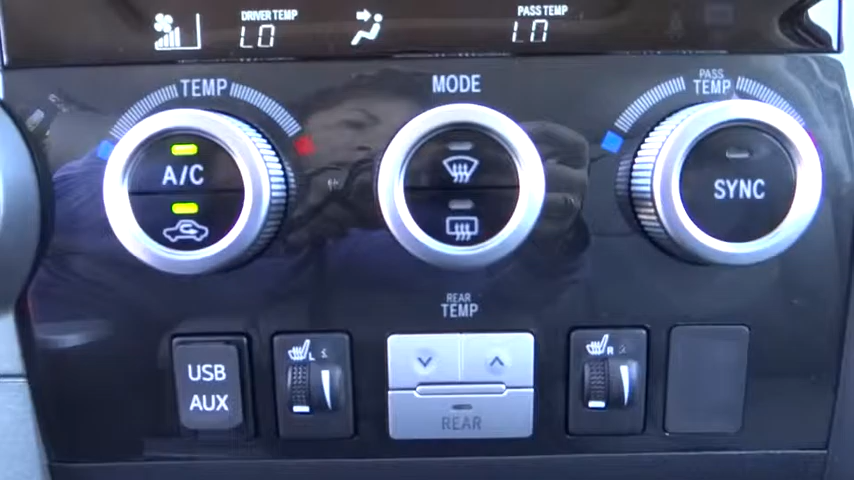 DRIVER TEMP
PASS TEMP
LO
LO
TEMP
MODE
PASS
TEMP
A/C
SYNC
REAR
TEMP
USB
AUX
L
R
REAR